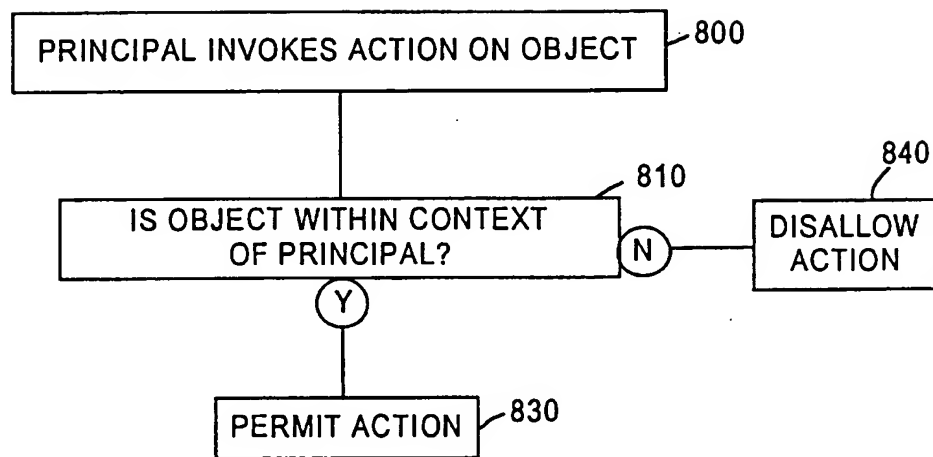 PRINCIPAL INVOKES ACTION ON OBJECT
800
810
IS OBJECT WITHIN CONTEXT
OF PRINCIPAL?
N
840
DISALLOW
ACTION
Y
PERMIT ACTION
830